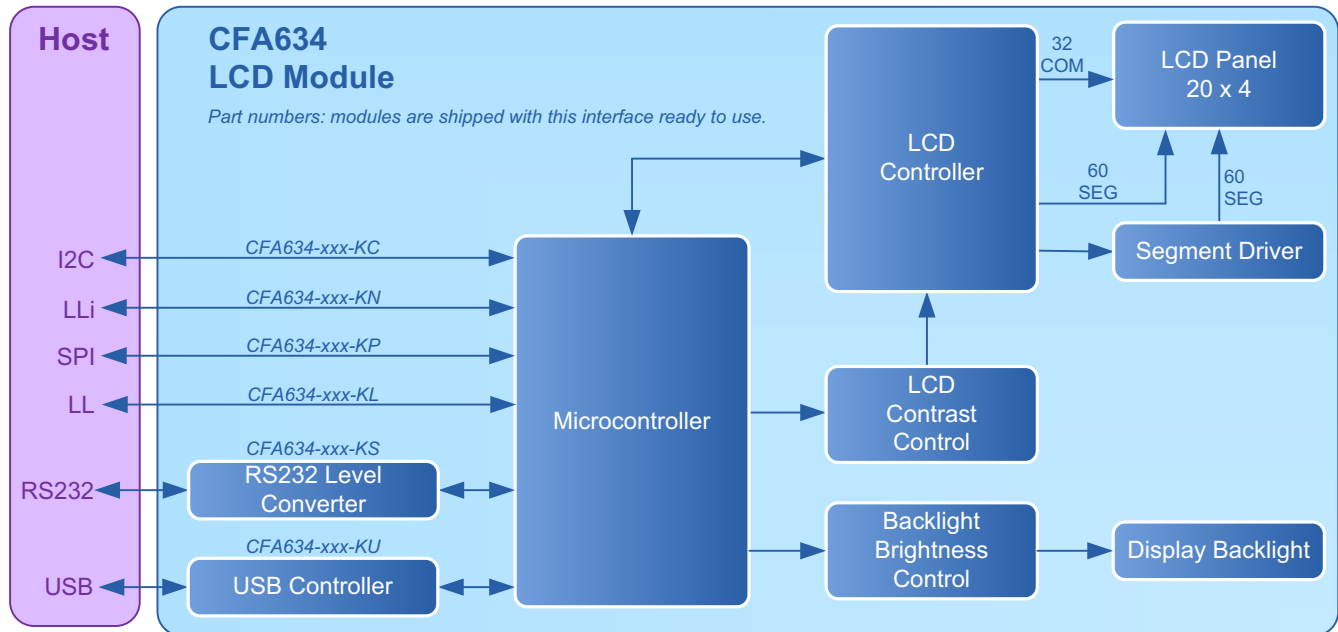 Host
CFA634
LCD Module
Part numbers: modules are shipped with this interface ready to use.
I2C
LLi
SPI
LL
RS232
USB
CFA634-xxx-KC
CFA634-xxx-KN
CFA634-xxx-KP
CFA634-xxx-KL
CFA634-xxx-KS
RS232 Level
Converter
CFA634-xxx-KU
USB Controller
Microcontroller
LCD
Controller
32
COM
LCD Panel
20 x 4
60
SEG
60
SEG
Segment Driver
LCD
Contrast
Control
Backlight
Brightness
Control
Display Backlight